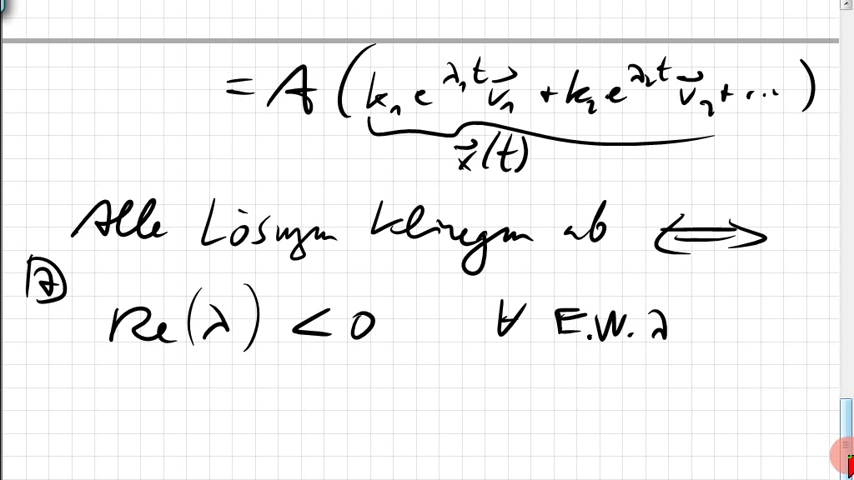 = A (k₁ e^{λ₁t} v⃗₁ + k₂ e^{λ₂t} v⃗₂ + ...)
x⃗(t)
Alle Lösungen klingen ab ⟺
Re(λ) < 0 ∀ E.W. λ